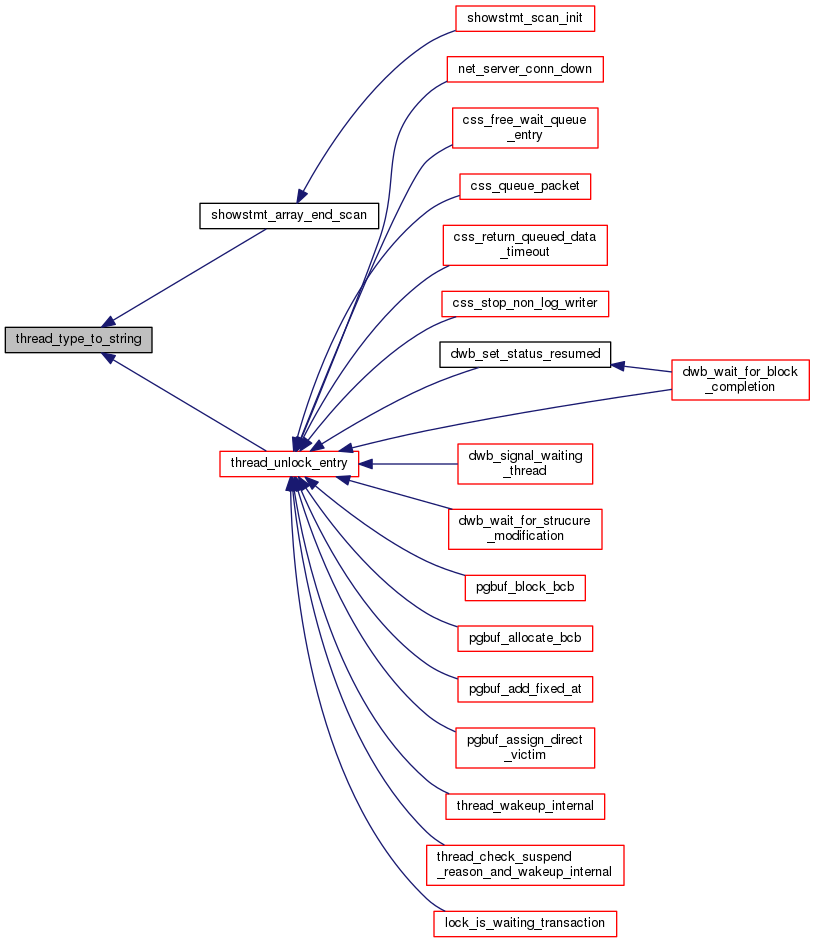 showstmt_scan_init
net_server_conn_down
css_free_wait_queue
_entry
css_queue_packet
showstmt_array_end_scan
css_return_queued_data
_timeout
css_stop_non_log_writer
thread_type_to_string
dwb_set_status_resumed
dwb_wait_for_block
_completion
thread_unlock_entry
dwb_signal_waiting
_thread
dwb_wait_for_strucure
_modification
pgbuf_block_bcb
pgbuf_allocate_bcb
pgbuf_add_fixed_at
pgbuf_assign_direct
_victim
thread_wakeup_internal
thread_check_suspend
_reason_and_wakeup_internal
lock_is_waiting_transaction